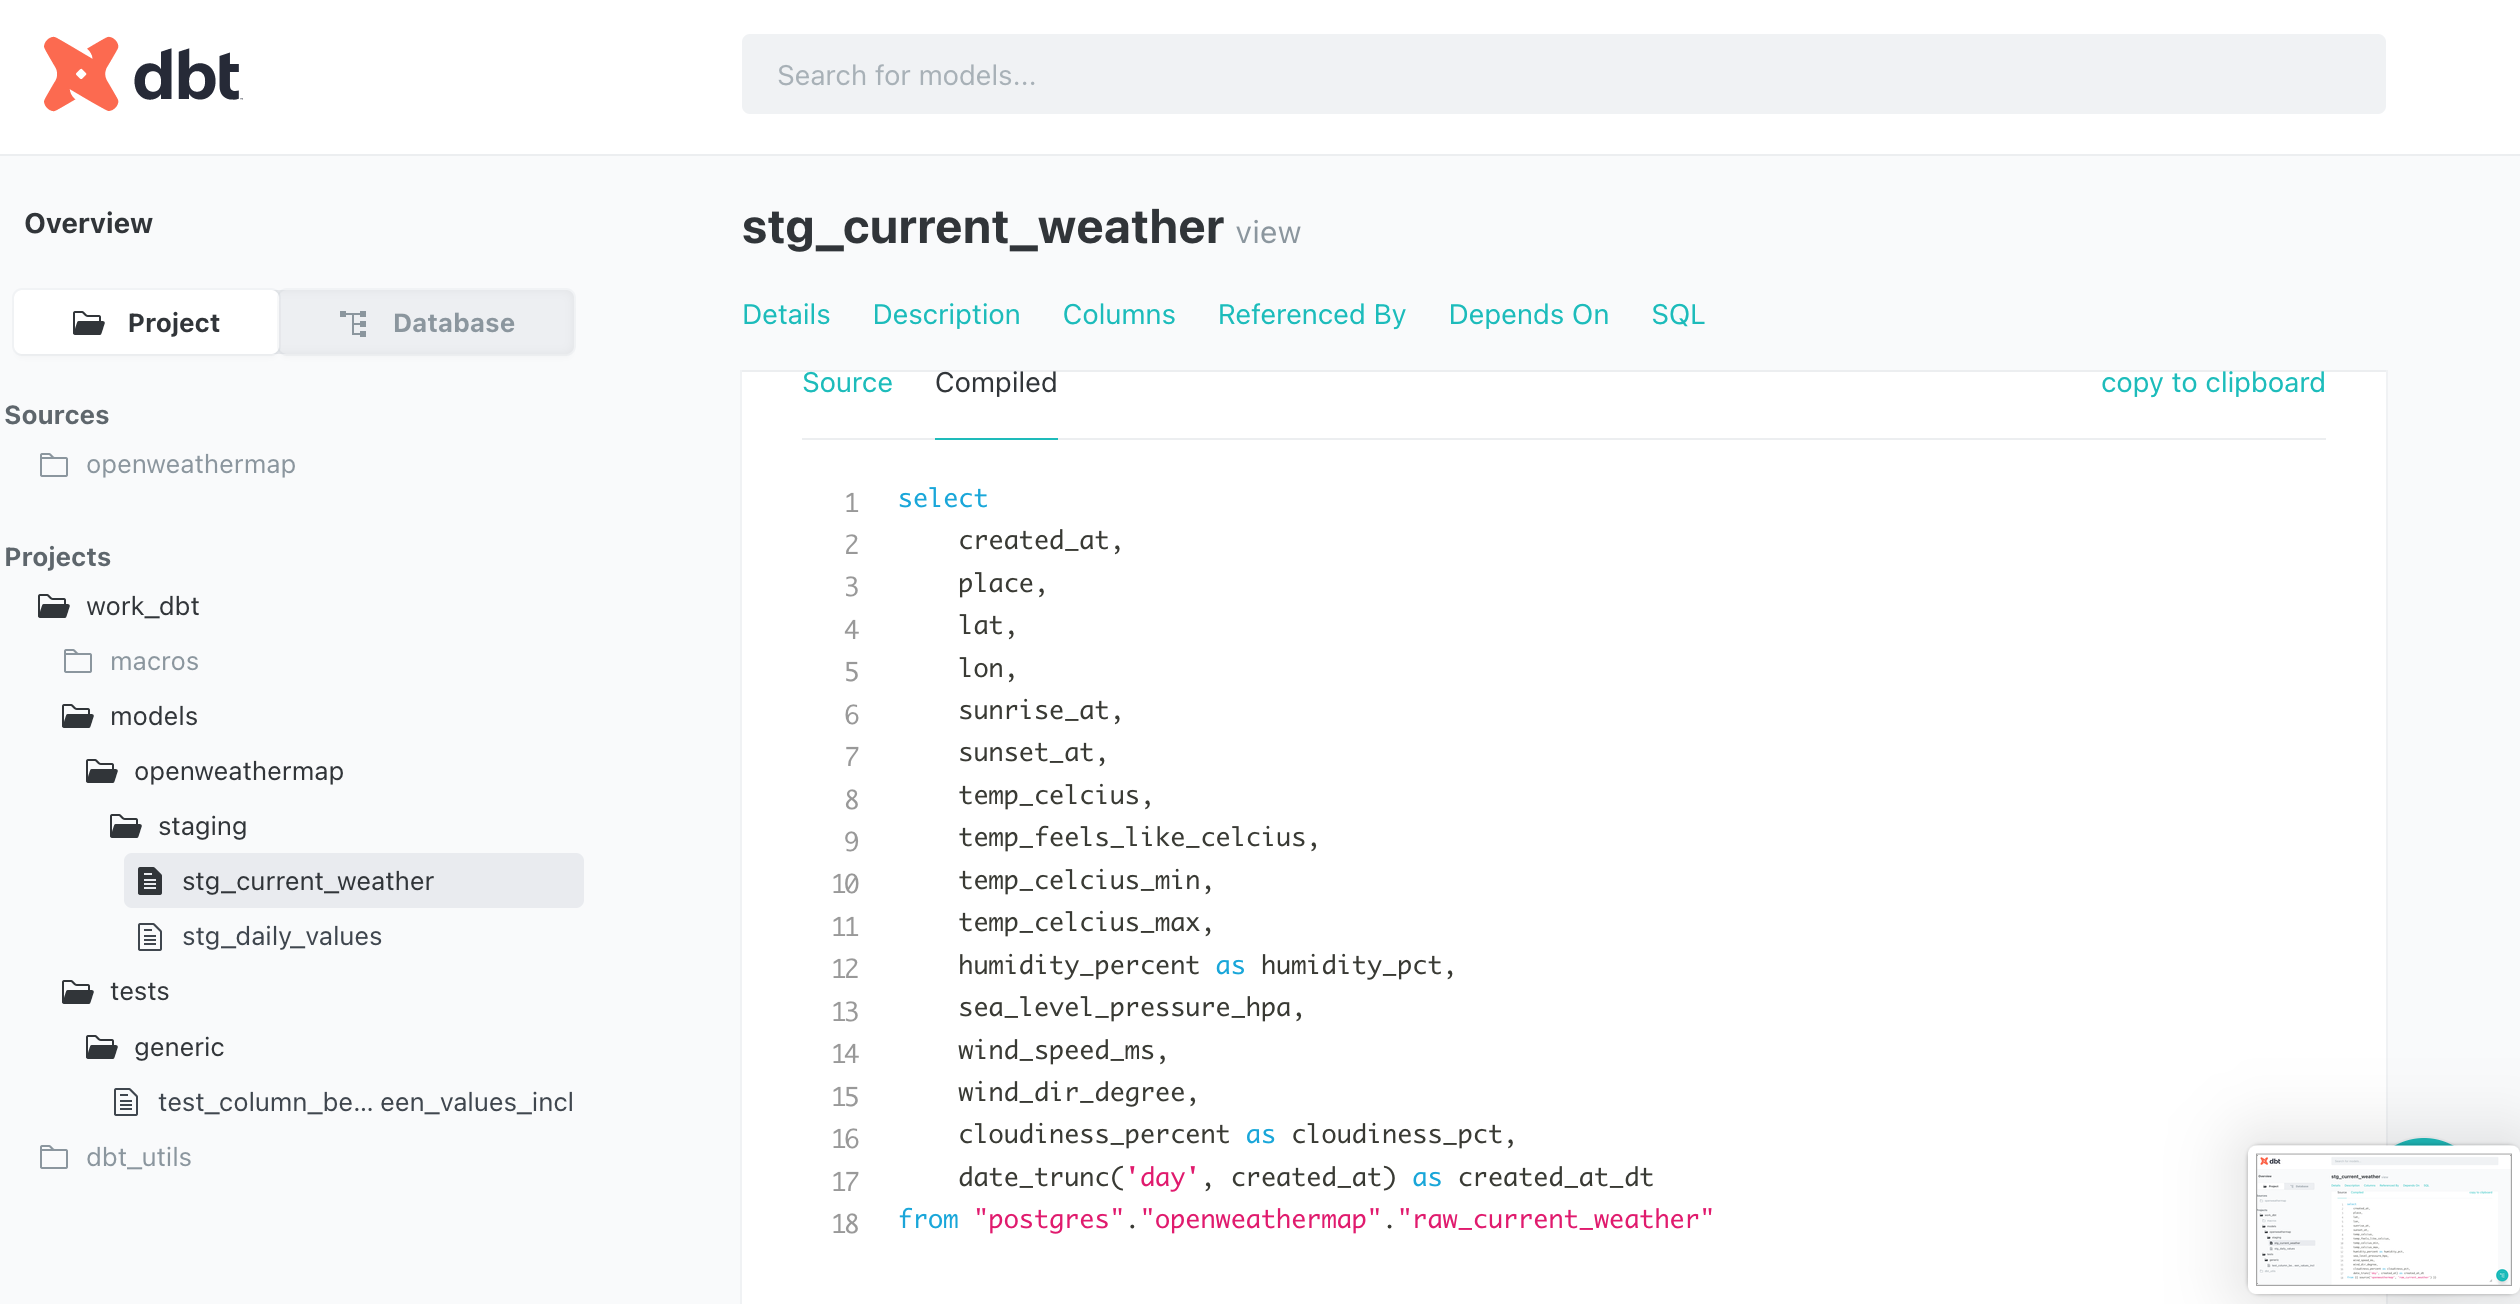 dbt
Search for models...
Overview
Project
Database
Sources
openweathermap
Projects
work_dbt
macros
models
openweathermap
staging
stg_current_weather
stg_daily_values
tests
generic
test_column_be... een_values_incl
dbt_utils
stg_current_weather view
Details Description Columns Referenced By Depends On SQL
Source Compiled copy to clipboard
1 select
2 created_at,
3 place,
4 lat,
5 lon,
6 sunrise_at,
7 sunset_at,
8 temp_celcius,
9 temp_feels_like_celcius,
10 temp_celcius_min,
11 temp_celcius_max,
12 humidity_percent as humidity_pct,
13 sea_level_pressure_hpa,
14 wind_speed_ms,
15 wind_dir_degree,
16 cloudiness_percent as cloudiness_pct,
17 date_trunc('day', created_at) as created_at_dt
18 from "postgres"."openweathermap"."raw_current_weather"
dbt
stg_current_weather